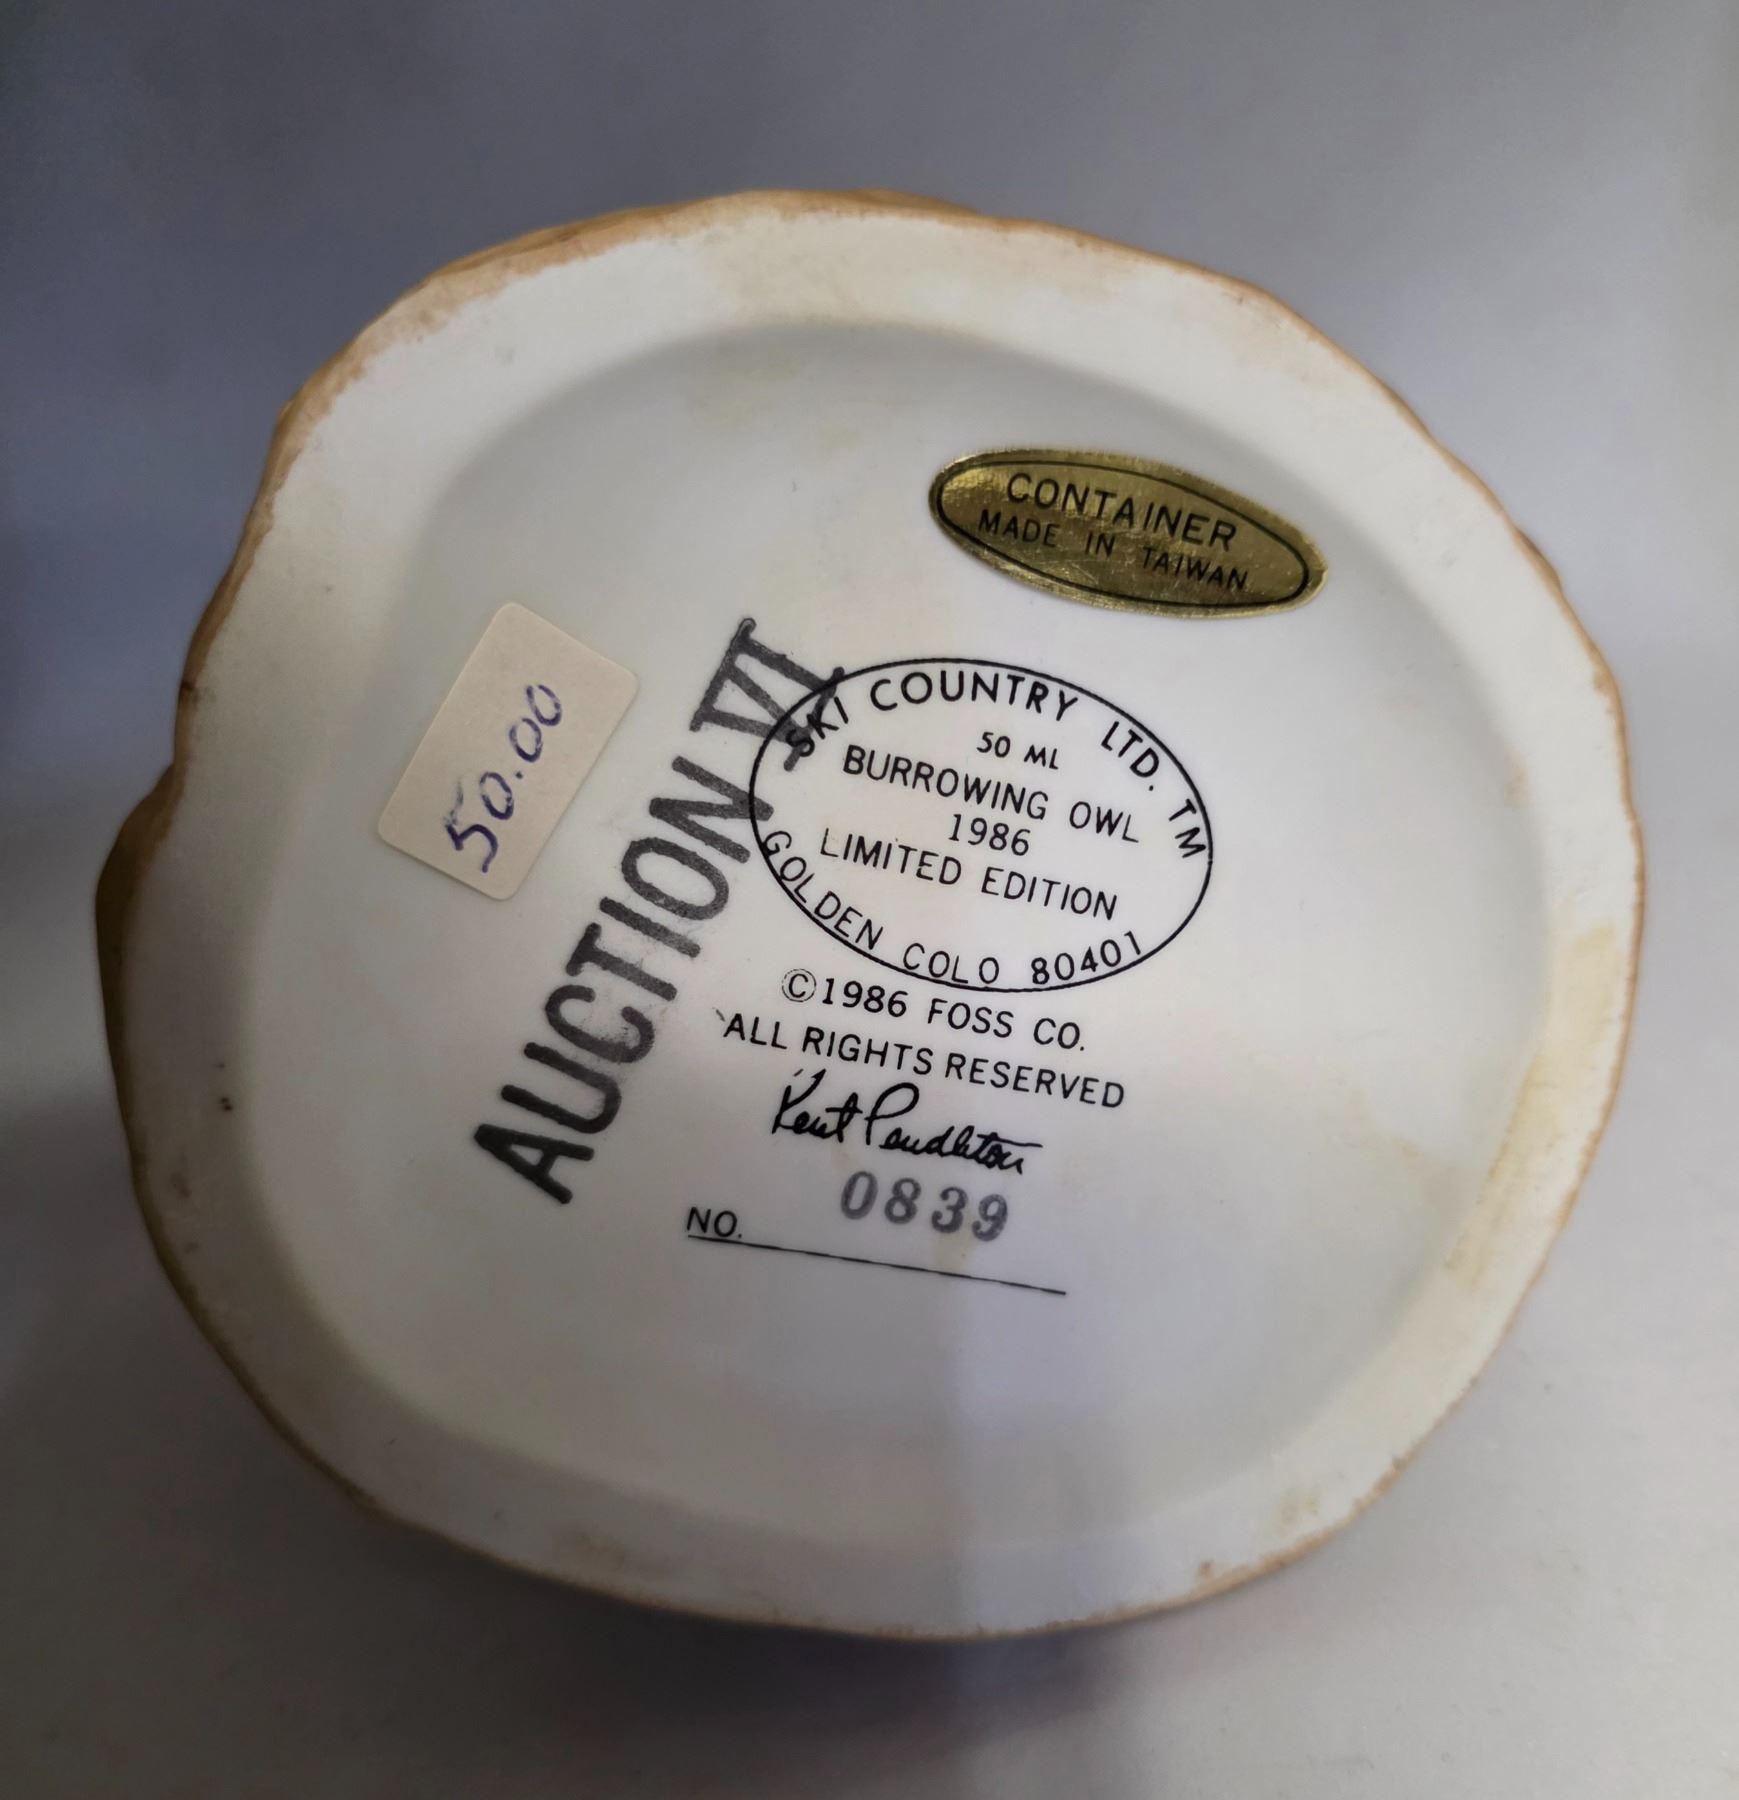 CONTAINER
MADE IN TAIWAN
50.00
AUCTION VI
SKI COUNTRY LTD. TM
50 ML
BURROWING OWL
1986
LIMITED EDITION
GOLDEN COLO 80401
©1986 FOSS CO.
ALL RIGHTS RESERVED
Kent Pendleton
0839
NO.